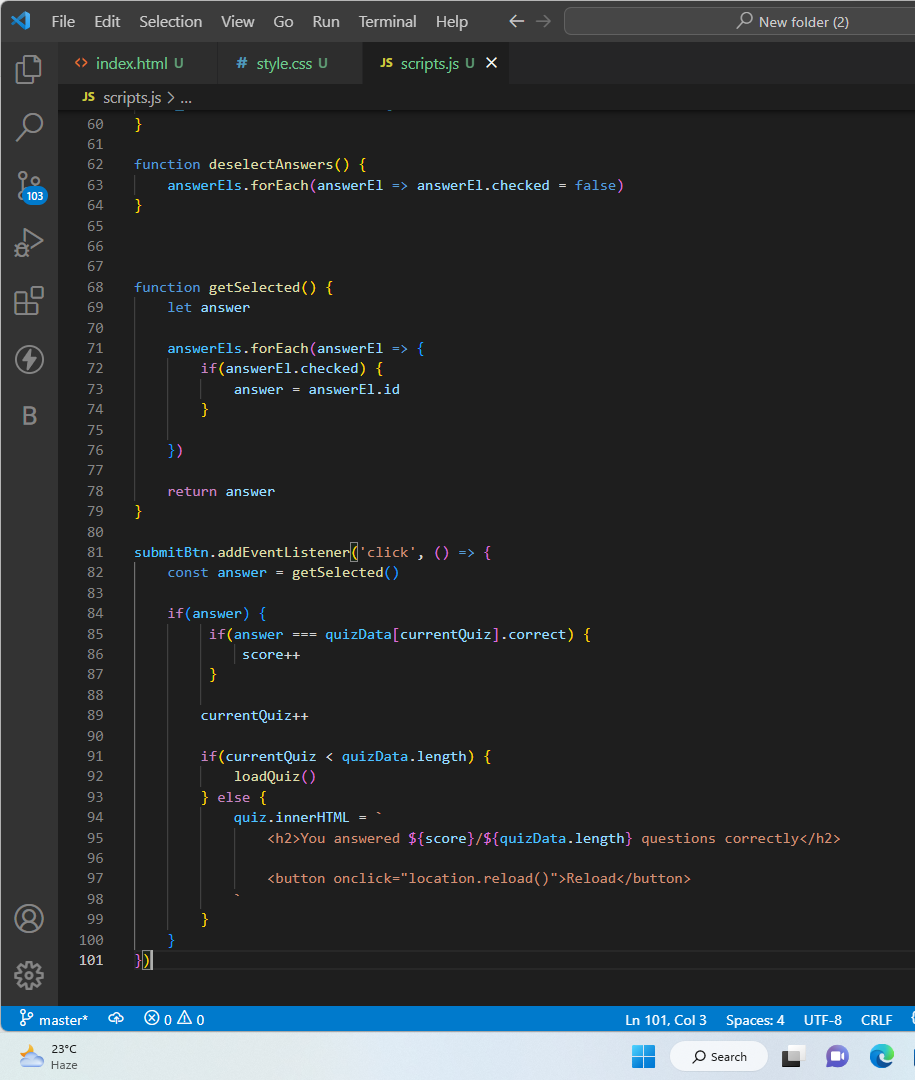 File Edit Selection View Go Run Terminal Help New folder (2)
index.html U # style.css U JS scripts.js U
JS scripts.js > ...
60 }
61
62 function deselectAnswers() {
63 answerEls.forEach(answerEl => answerEl.checked = false)
64 }
65
66
67
68 function getSelected() {
69 let answer
70
71 answerEls.forEach(answerEl => {
72 if(answerEl.checked) {
73 answer = answerEl.id
74 }
75
76 })
77
78 return answer
79 }
80
81 submitBtn.addEventListener('click', () => {
82 const answer = getSelected()
83
84 if(answer) {
85 if(answer === quizData[currentQuiz].correct) {
86 score++
87 }
88
89 currentQuiz++
90
91 if(currentQuiz < quizData.length) {
92 loadQuiz()
93 } else {
94 quiz.innerHTML = `
95 <h2>You answered ${score}/${quizData.length} questions correctly</h2>
96
97 <button onclick="location.reload()">Reload</button>
98 `
99 }
100 }
101 })
103
B
master* 0 0 Ln 101, Col 3 Spaces: 4 UTF-8 CRLF
23°C
Haze
Search